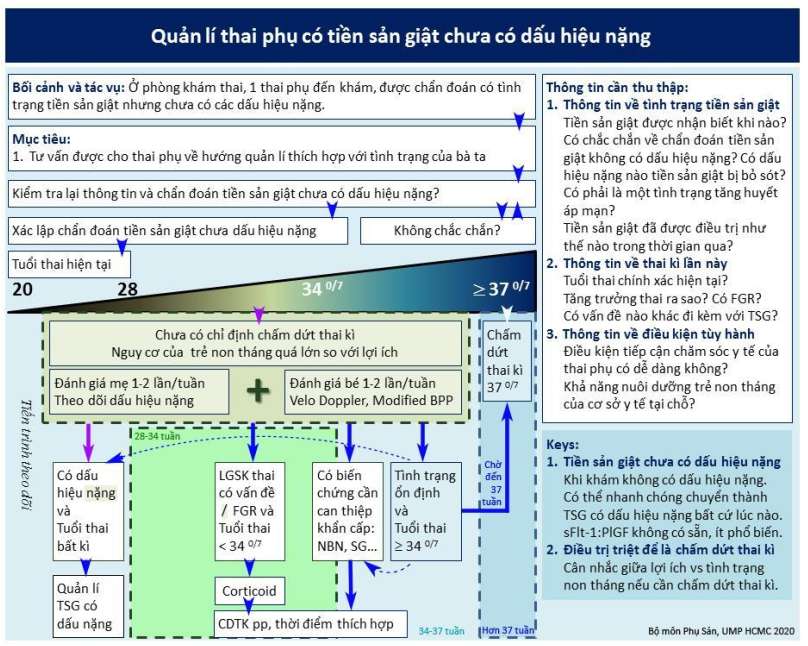 Quản lí thai phụ có tiền sản giật chưa có dấu hiệu nặng
Bối cảnh và tác vụ: Ở phòng khám thai, 1 thai phụ đến khám, được chẩn đoán có tình
trạng tiền sản giật nhưng chưa có các dấu hiệu nặng.
Mục tiêu:
1. Tư vấn được cho thai phụ về hướng quản lí thích hợp với tình trạng của bà ta
Kiểm tra lại thông tin và chẩn đoán tiền sản giật chưa có dấu hiệu nặng?
Xác lập chẩn đoán tiền sản giật chưa dấu hiệu nặng
Không chắc chắn?
Tuổi thai hiện tại
20
28
34 0/7
≥ 37 0/7
Chưa có chỉ định chấm dứt thai kì
Nguy cơ của trẻ non tháng quá lớn so với lợi ích
Đánh giá mẹ 1-2 lần/tuần
Theo dõi dấu hiệu nặng
+
Đánh giá bé 1-2 lần/tuần
Velo Doppler, Modified BPP
Chấm
dứt
thai kì
37 0/7
Tiến trình theo dõi
28-34 tuần
Có dấu
hiệu nặng
và
Tuổi thai
bất kì
LGSK thai
có vấn đề
/ FGR và
Tuổi thai
< 34 0/7
Có biến
chứng cần
can thiệp
khẩn cấp:
NBN, SG...
Tình trạng
ổn định và
Tuổi thai
≥ 34 0/7
Chờ
đến
37
tuần
Quản lí
TSG có
dấu nặng
Corticoid
CDTK pp, thời điểm thích hợp
34-37 tuần
Hơn 37 tuần
Thông tin cần thu thập:
1. Thông tin về tình trạng tiền sản giật
Tiền sản giật được nhận biết khi nào?
Có chắc chắn về chẩn đoán tiền sản
giật không có dấu hiệu nặng? Có dấu
hiệu nào tiền sản giật bị bỏ sót?
Có phải là một tình trạng tăng huyết
áp mạn?
Tiền sản giật đã được điều trị như
thế nào trong thời gian qua?
2. Thông tin về thai kì lần này
Tuổi thai chính xác hiện tại?
Tăng trưởng thai ra sao? Có FGR?
Có vấn đề nào khác đi kèm với TSG?
3. Thông tin về điều kiện tùy hành
Điều kiện tiếp cận chăm sóc y tế của
thai phụ có dễ dàng không?
Khả năng nuôi dưỡng trẻ non tháng
của cơ sở y tế tại chỗ?
Keys:
1. Tiền sản giật chưa có dấu hiệu nặng
Khi khám không có dấu hiệu nặng.
Có thể nhanh chóng chuyển thành
TSG có dấu hiệu nặng bất cứ lúc nào.
sFlt-1:PlGF không có sẵn, ít phổ biến.
2. Điều trị triệt để là chấm dứt thai kì
Cân nhắc giữa lợi ích vs tình trạng
non tháng nếu cần chấm dứt thai kì.
Bộ môn Phụ Sản, UMP HCMC 2020